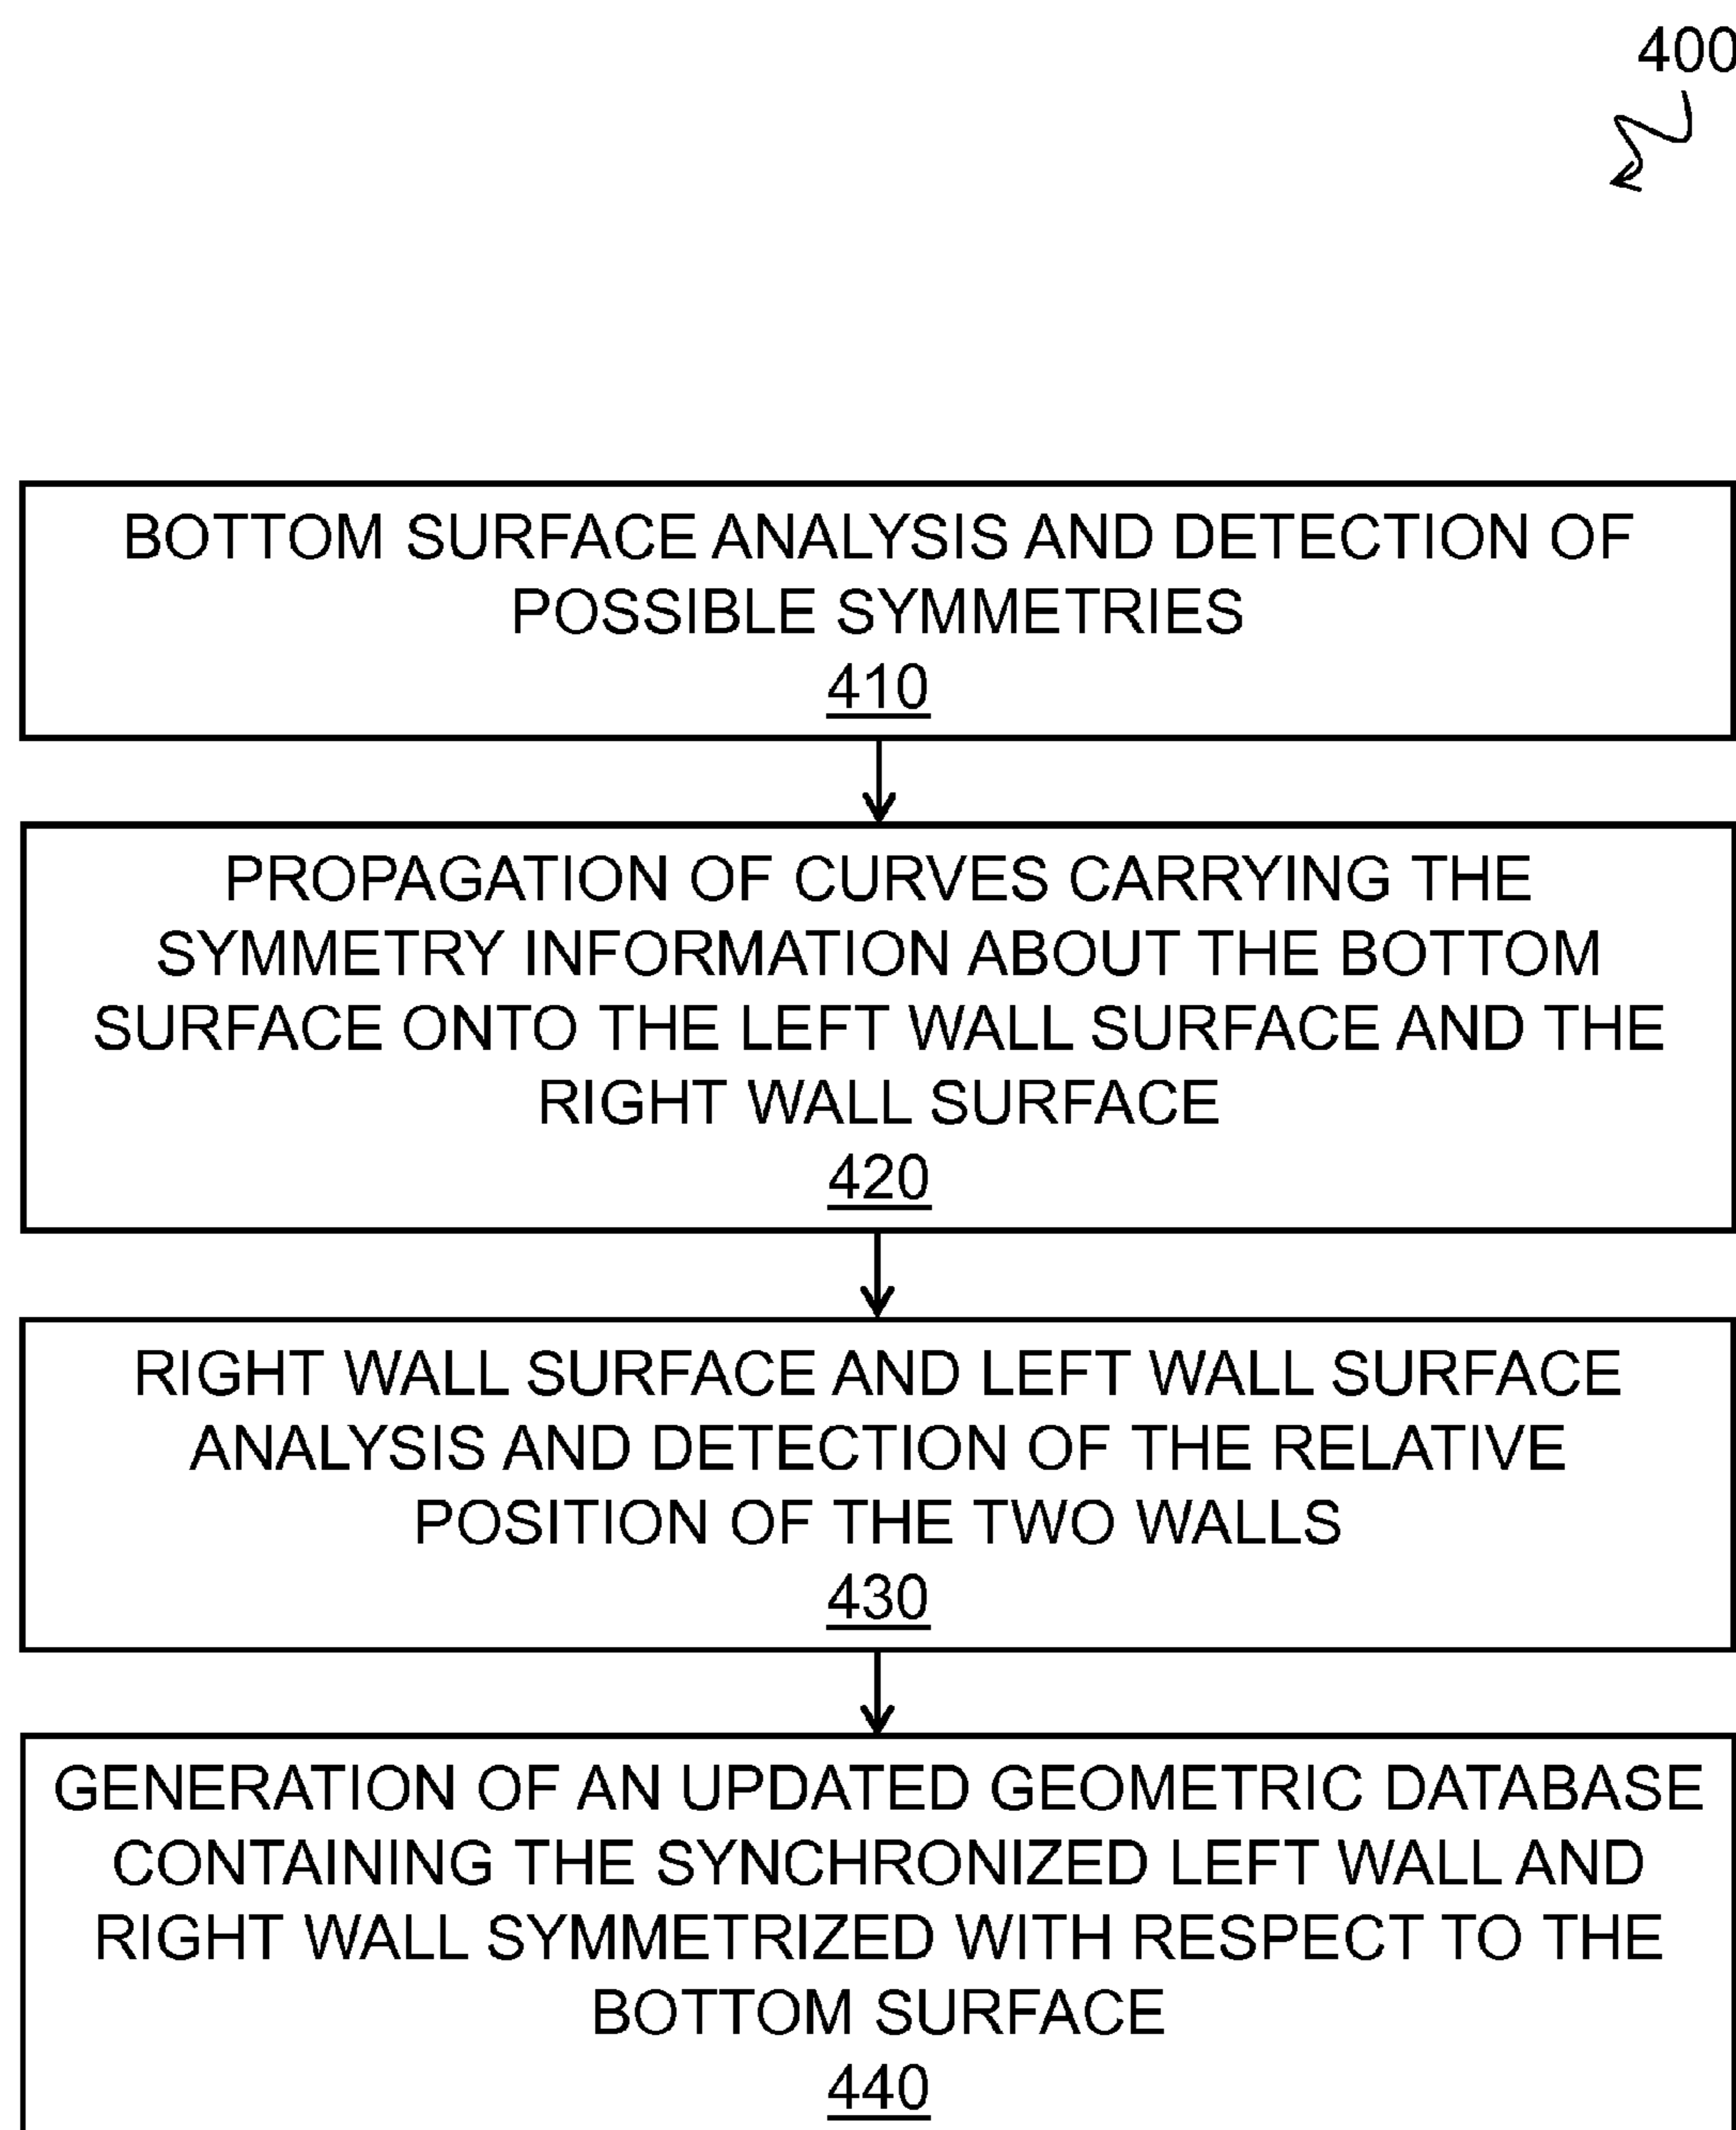 400
BOTTOM SURFACE ANALYSIS AND DETECTION OF
POSSIBLE SYMMETRIES
410
PROPAGATION OF CURVES CARRYING THE
SYMMETRY INFORMATION ABOUT THE BOTTOM
SURFACE ONTO THE LEFT WALL SURFACE AND THE
RIGHT WALL SURFACE
420
RIGHT WALL SURFACE AND LEFT WALL SURFACE
ANALYSIS AND DETECTION OF THE RELATIVE
POSITION OF THE TWO WALLS
430
GENERATION OF AN UPDATED GEOMETRIC DATABASE
CONTAINING THE SYNCHRONIZED LEFT WALL AND
RIGHT WALL SYMMETRIZED WITH RESPECT TO THE
BOTTOM SURFACE
440